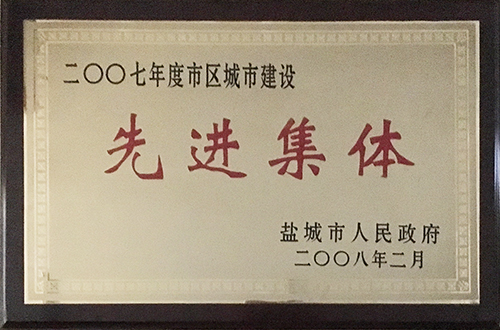 二〇〇七年度市区城市建设
先进集体
盐城市人民政府
二〇〇八年二月